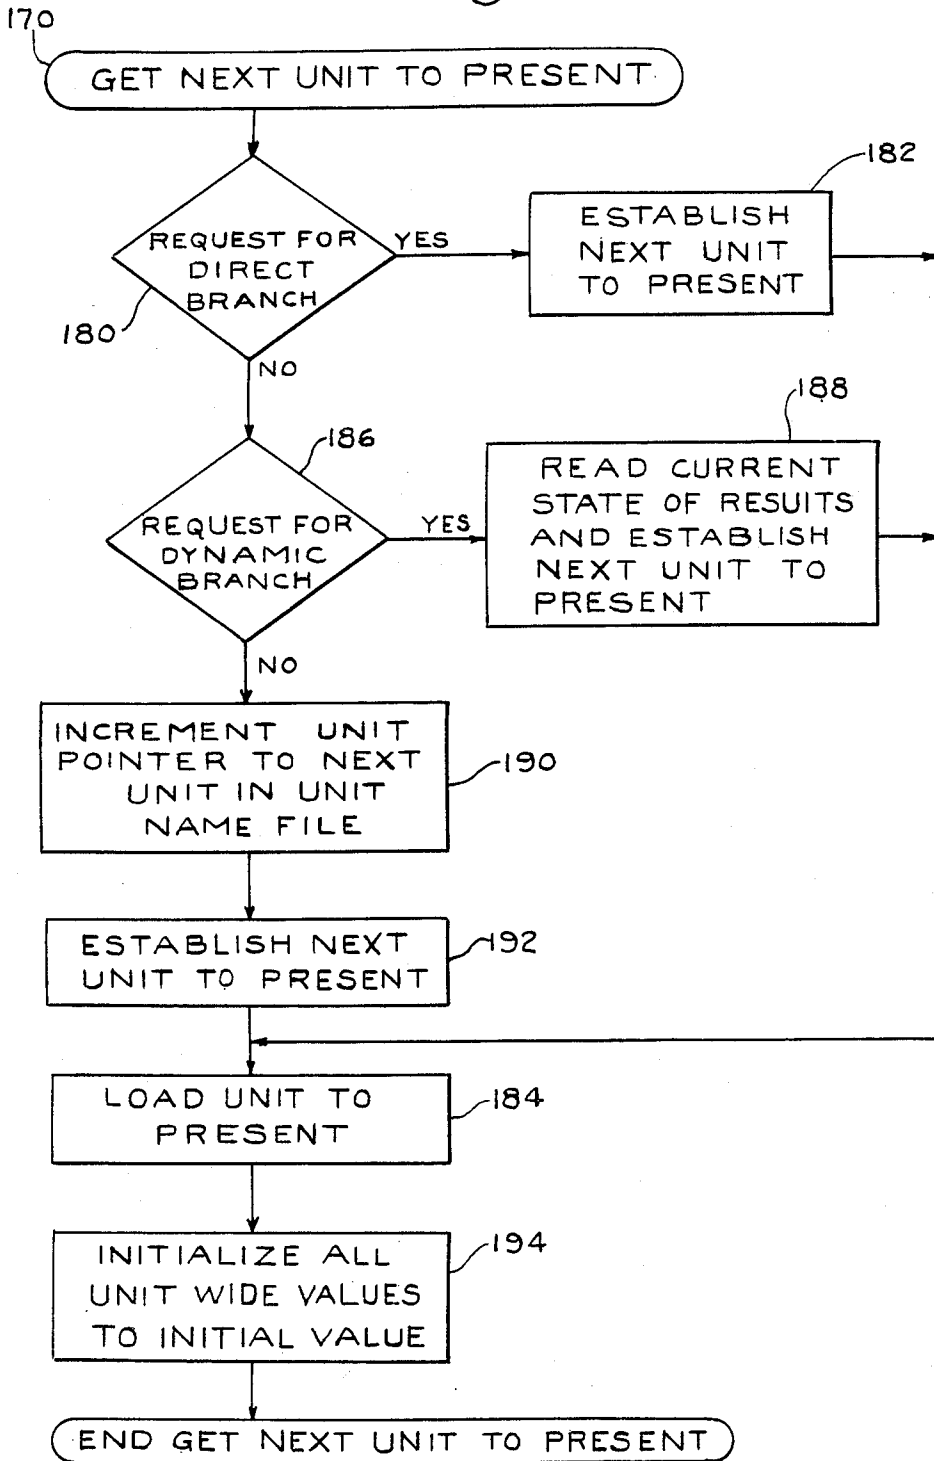 170
GET NEXT UNIT TO PRESENT
182
REQUEST FOR
DIRECT
BRANCH
180
YES
ESTABLISH
NEXT UNIT
TO PRESENT
NO
186
188
REQUEST FOR
DYNAMIC
BRANCH
YES
READ CURRENT
STATE OF RESUITS
AND ESTABLISH
NEXT UNIT TO
PRESENT
NO
INCREMENT UNIT
POINTER TO NEXT
UNIT IN UNIT
NAME FILE
190
ESTABLISH NEXT
UNIT TO PRESENT
192
LOAD UNIT TO
PRESENT
184
INITIALIZE ALL
UNIT WIDE VALUES
TO INITIAL VALUE
194
END GET NEXT UNIT TO PRESENT